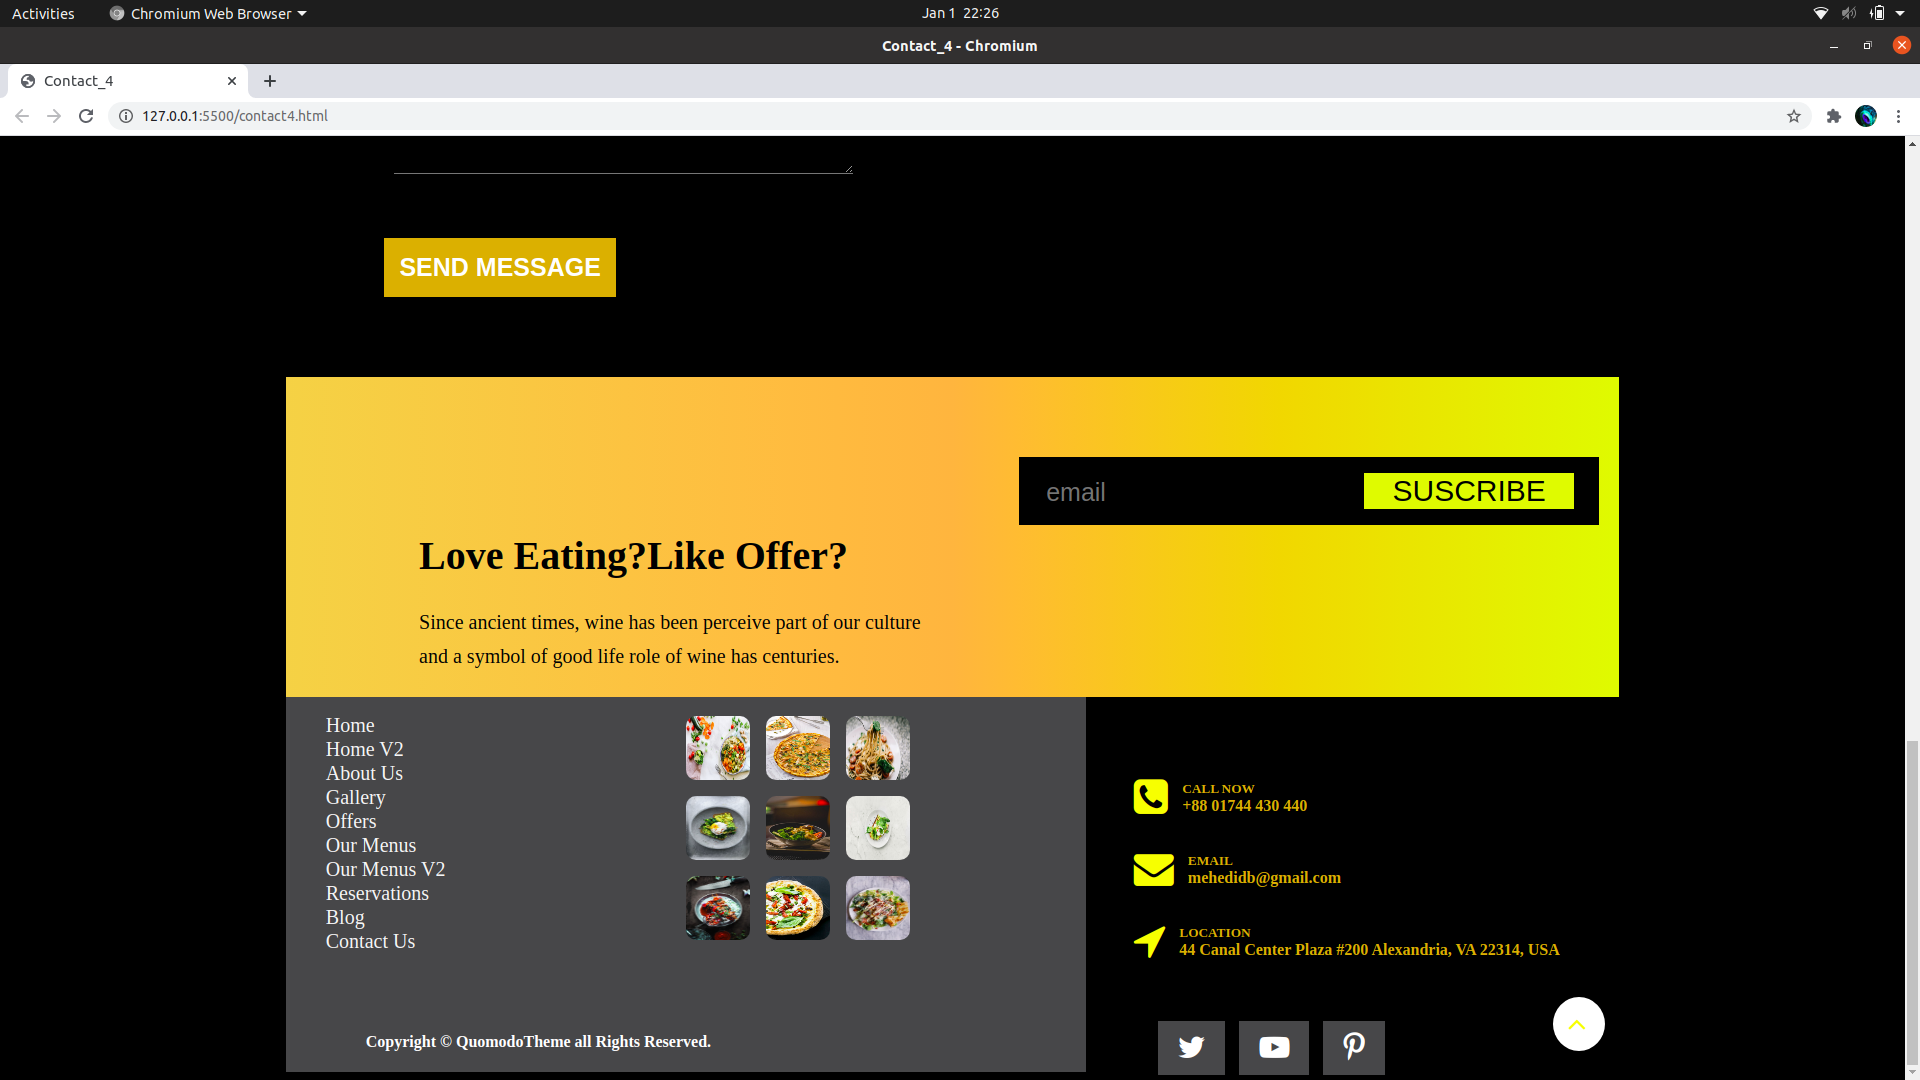 Activities
Chromium Web Browser
Jan 1 22:26
Contact_4 - Chromium
Contact_4
127.0.0.1:5500/contact4.html
SEND MESSAGE
email
SUSCRIBE
Love Eating?Like Offer?
Since ancient times, wine has been perceive part of our culture
and a symbol of good life role of wine has centuries.
Home
Home V2
About Us
Gallery
Offers
Our Menus
Our Menus V2
Reservations
Blog
Contact Us
Copyright © QuomodoTheme all Rights Reserved.
CALL NOW
+88 01744 430 440
EMAIL
mehedidb@gmail.com
LOCATION
44 Canal Center Plaza #200 Alexandria, VA 22314, USA